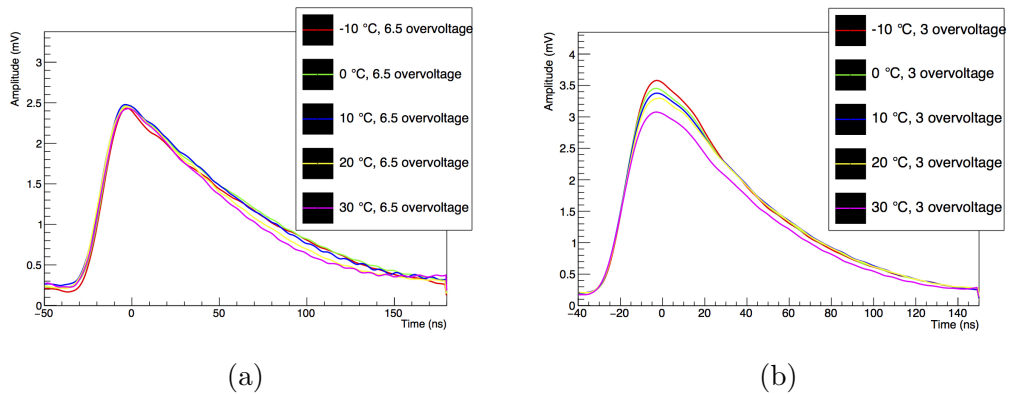 Amplitude (mV)
3
2.5
2
1.5
1
0.5
0
−50
0
50
100
150
Time (ns)
-10 °C, 6.5 overvoltage
0 °C, 6.5 overvoltage
10 °C, 6.5 overvoltage
20 °C, 6.5 overvoltage
30 °C, 6.5 overvoltage
(a)
Amplitude (mV)
4
3.5
3
2.5
2
1.5
1
0.5
0
−40
−20
0
20
40
60
80
100
120
140
Time (ns)
-10 °C, 3 overvoltage
0 °C, 3 overvoltage
10 °C, 3 overvoltage
20 °C, 3 overvoltage
30 °C, 3 overvoltage
(b)